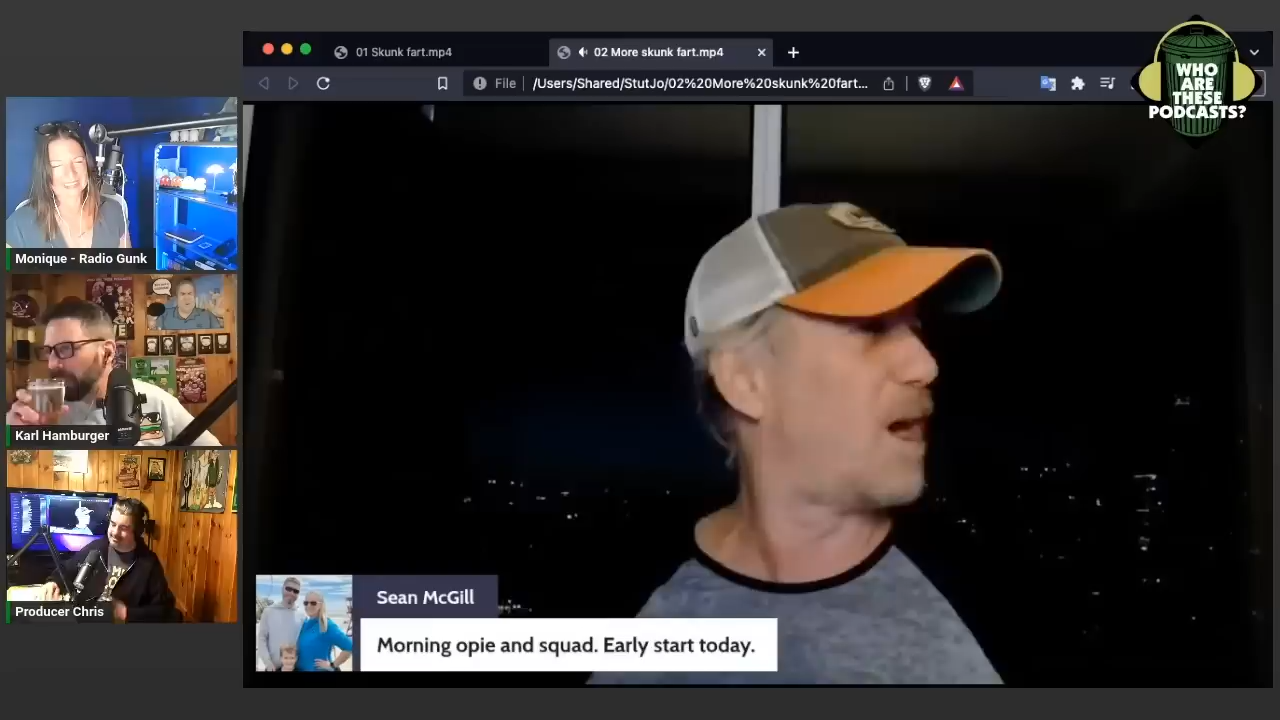 01 Skunk fart.mp4
02 More skunk fart.mp4
File
/Users/Shared/StutJo/02%20More%20skunk%20fart...
WHO
ARE
THESE
PODCASTS?
Monique - Radio Gunk
Karl Hamburger
Producer Chris
Sean McGill
Morning opie and squad. Early start today.